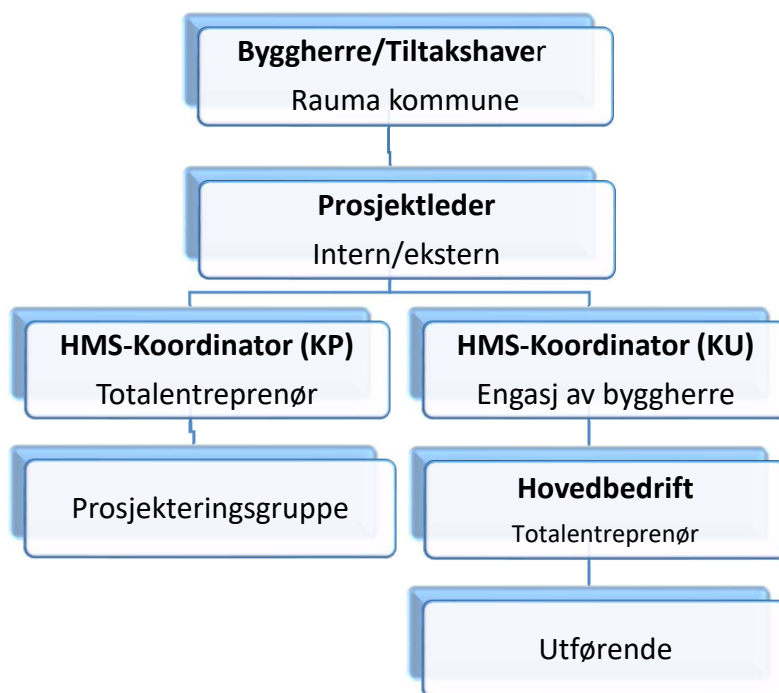 Byggherre/Tiltakshaver
Rauma kommune
Prosjektleder
Intern/ekstern
HMS-Koordinator (KP)
Totalentreprenør
HMS-Koordinator (KU)
Engasj av byggherre
Prosjekteringsgruppe
Hovedbedrift
Totalentreprenør
Utførende